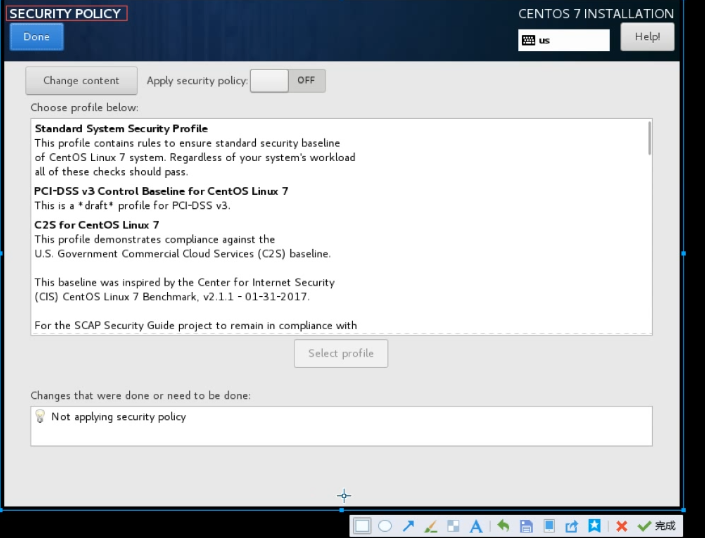 SECURITY POLICY
CENTOS 7 INSTALLATION
Done
us
Help!
Change content
Apply security policy:
OFF
Choose profile below:
Standard System Security Profile
This profile contains rules to ensure standard security baseline
of CentOS Linux 7 system. Regardless of your system's workload
all of these checks should pass.
PCI-DSS v3 Control Baseline for CentOS Linux 7
This is a *draft* profile for PCI-DSS v3.
C2S for CentOS Linux 7
This profile demonstrates compliance against the
U.S. Government Commercial Cloud Services (C2S) baseline.
This baseline was inspired by the Center for Internet Security
(CIS) CentOS Linux 7 Benchmark, v2.1.1 - 01-31-2017.
For the SCAP Security Guide project to remain in compliance with
Select profile
Changes that were done or need to be done:
Not applying security policy
A
完成